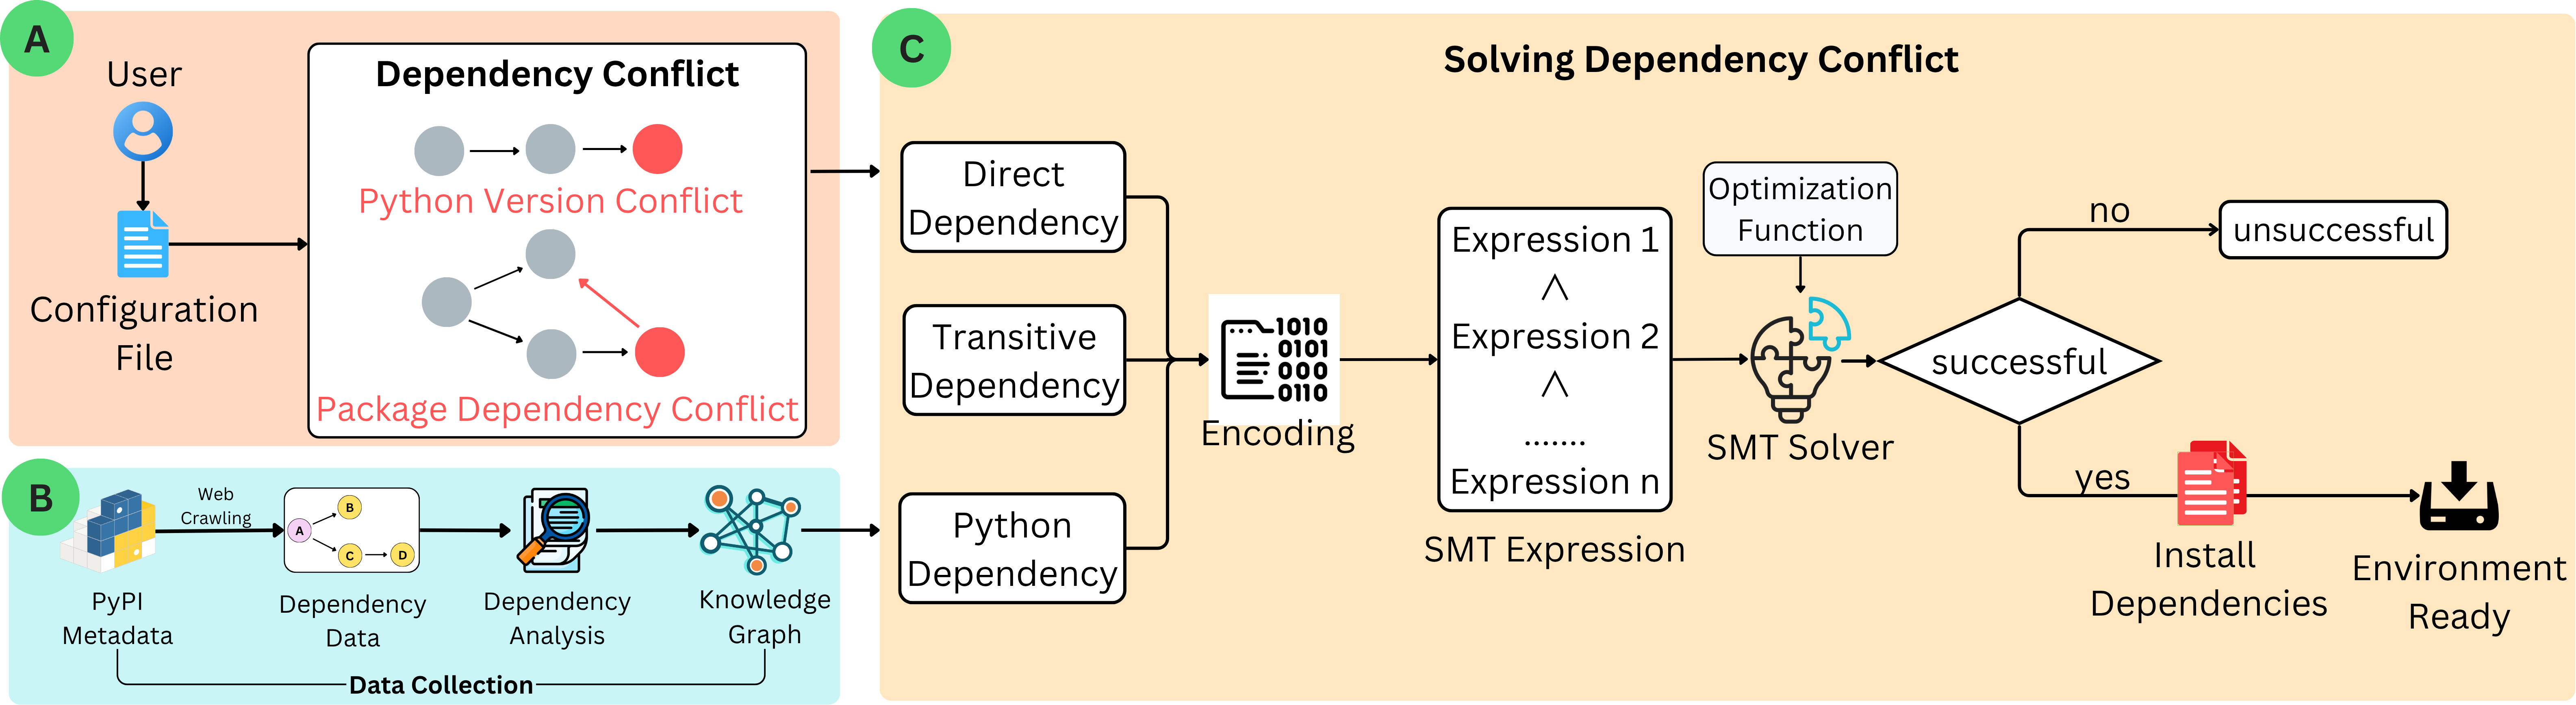 A
User
Configuration
File
Dependency Conflict
Python Version Conflict
Package Dependency Conflict
B
PyPI
Metadata
Web
Crawling
A
B
C
D
Dependency
Data
Dependency
Analysis
Knowledge
Graph
Data Collection
C
Solving Dependency Conflict
Direct
Dependency
Transitive
Dependency
Python
Dependency
1010
0101
000
0110
Encoding
Expression 1
∧
Expression 2
∧
.......
Expression n
SMT Expression
Optimization
Function
SMT Solver
successful
no
unsuccessful
yes
Install
Dependencies
Environment
Ready